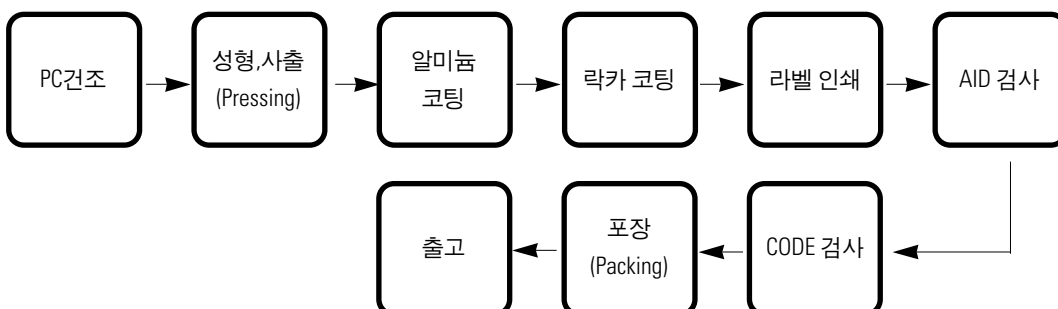 PC건조
성형,사출
(Pressing)
알미늄
코팅
락카 코팅
라벨 인쇄
AID 검사
CODE 검사
포장
(Packing)
출고